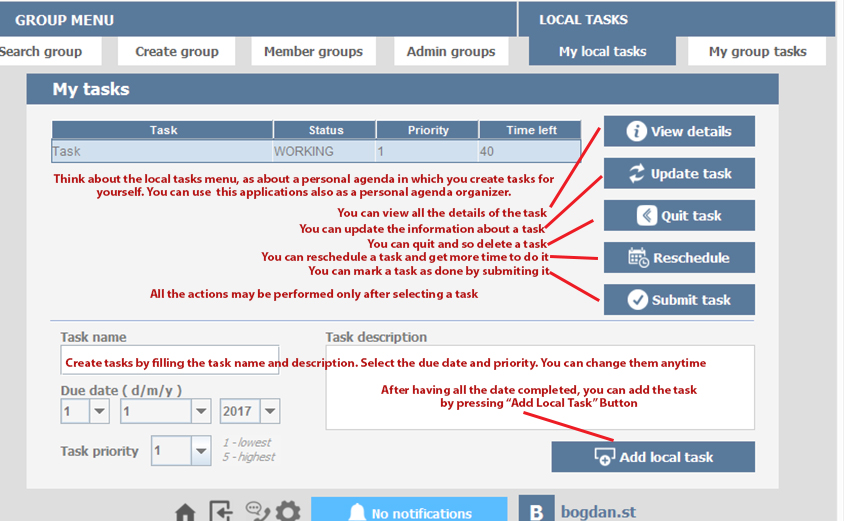 GROUP MENU
LOCAL TASKS
Search group
Create group
Member groups
Admin groups
My local tasks
My group tasks
My tasks
Task Status Priority Time left
Task WORKING 1 40
View details
Update task
Quit task
Reschedule
Submit task
Think about the local tasks menu, as about a personal agenda in which you create tasks for
yourself. You can use this applications also as a personal agenda organizer.
You can view all the details of the task
You can update the information about a task
You can quit and so delete a task
You can reschedule a task and get more time to do it
You can mark a task as done by submiting it
All the actions may be performed only after selecting a task
Task name
Task description
Create tasks by filling the task name and description. Select the due date and priority. You can change them anytime
Due date ( d/m/y )
1 1 2017
After having all the date completed, you can add the task
by pressing “Add Local Task” Button
Task priority 1
1 - lowest
5 - highest
Add local task
No notifications
B bogdan.st